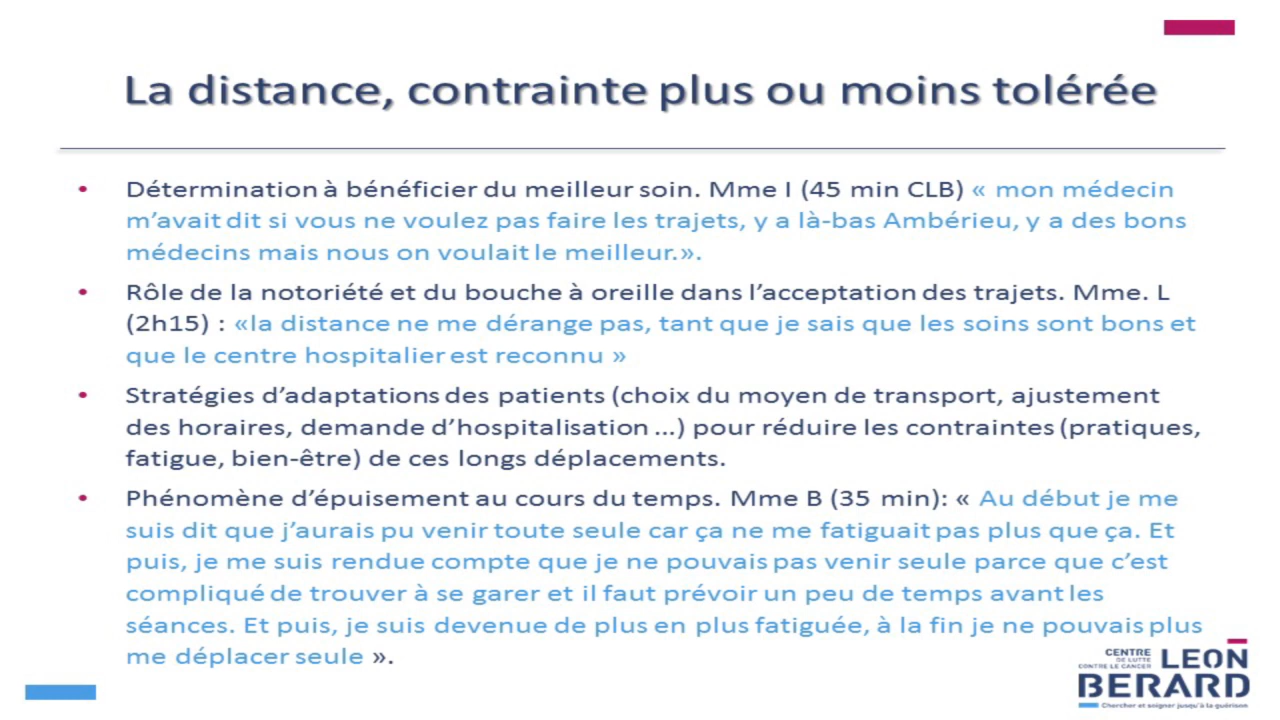 La distance, contrainte plus ou moins tolérée
• Détermination à bénéficier du meilleur soin. Mme I (45 min CLB) « mon médecin
m’avait dit si vous ne voulez pas faire les trajets, y a là-bas Ambérieu, y a des bons
médecins mais nous on voulait le meilleur.».
• Rôle de la notoriété et du bouche à oreille dans l’acceptation des trajets. Mme. L
(2h15) : «la distance ne me dérange pas, tant que je sais que les soins sont bons et
que le centre hospitalier est reconnu »
• Stratégies d’adaptations des patients (choix du moyen de transport, ajustement
des horaires, demande d’hospitalisation ...) pour réduire les contraintes (pratiques,
fatigue, bien-être) de ces longs déplacements.
• Phénomène d’épuisement au cours du temps. Mme B (35 min): « Au début je me
suis dit que j’aurais pu venir toute seule car ça ne me fatiguait pas plus que ça. Et
puis, je me suis rendue compte que je ne pouvais pas venir seule parce que c’est
compliqué de trouver à se garer et il faut prévoir un peu de temps avant les
séances. Et puis, je suis devenue de plus en plus fatiguée, à la fin je ne pouvais plus
me déplacer seule ».
CENTRE
DE LUTTE
CONTRE LE CANCER
LEON
BERARD
Chercher et soigner jusqu’à la guérison